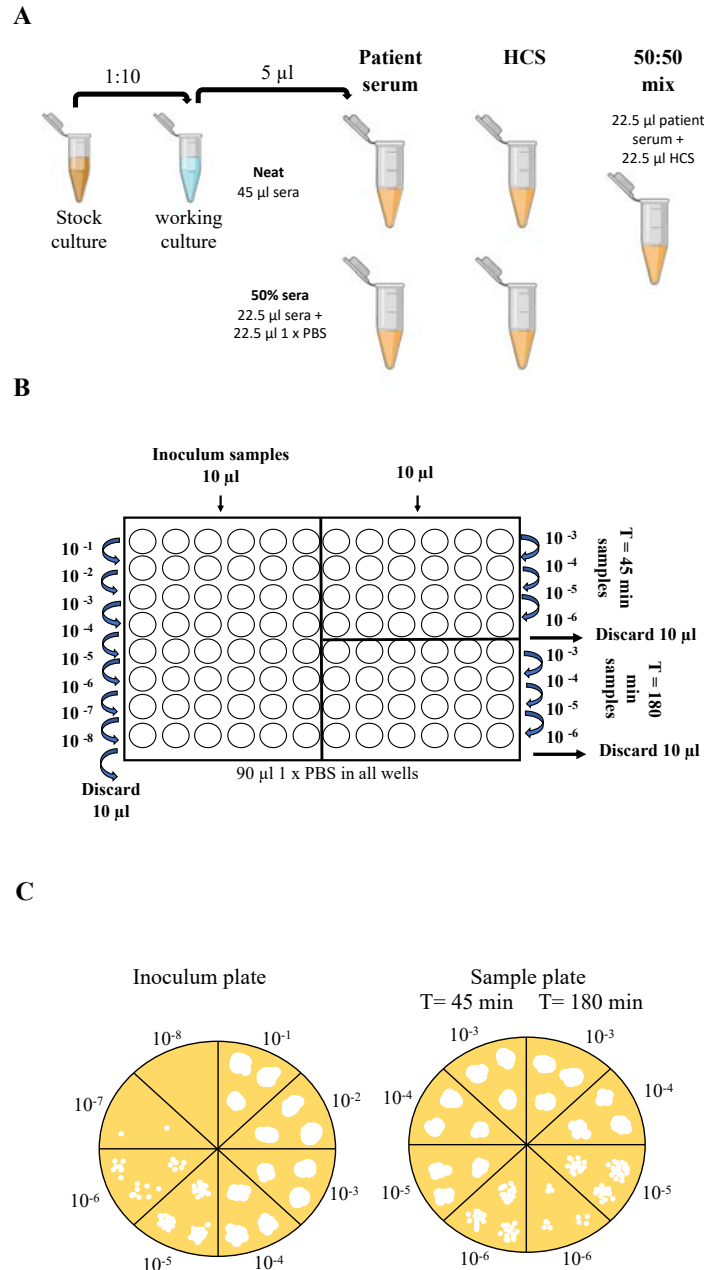 A
1:10
5 µl
Patient
serum
HCS
50:50
mix
22.5 µl patient
serum +
22.5 µl HCS
Neat
45 µl sera
Stock
culture
working
culture
50% sera
22.5 µl sera +
22.5 µl 1 x PBS
B
Inoculum samples
10 µl
10 µl
10 -1
10 -2
10 -3
10 -4
10 -5
10 -6
10 -7
10 -8
Discard
10 µl
10 -3
10 -4
10 -5
10 -6
T = 45 min
samples
Discard 10 µl
10 -3
10 -4
10 -5
10 -6
T = 180
min
samples
Discard 10 µl
90 µl 1 x PBS in all wells
C
Inoculum plate
10-8
10-1
10-7
10-2
10-6
10-3
10-5
10-4
Sample plate
T= 45 min T= 180 min
10-3
10-3
10-4
10-4
10-5
10-5
10-6
10-6